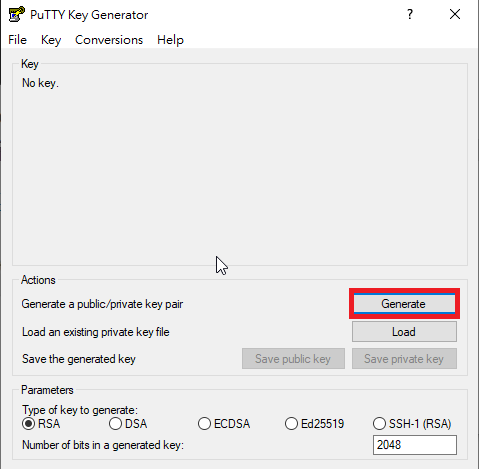 PuTTY Key Generator ?
File Key Conversions Help
Key
No key.
Actions
Generate a public/private key pair Generate
Load an existing private key file Load
Save the generated key Save public key Save private key
Parameters
Type of key to generate:
RSA DSA ECDSA Ed25519 SSH-1 (RSA)
Number of bits in a generated key: 2048